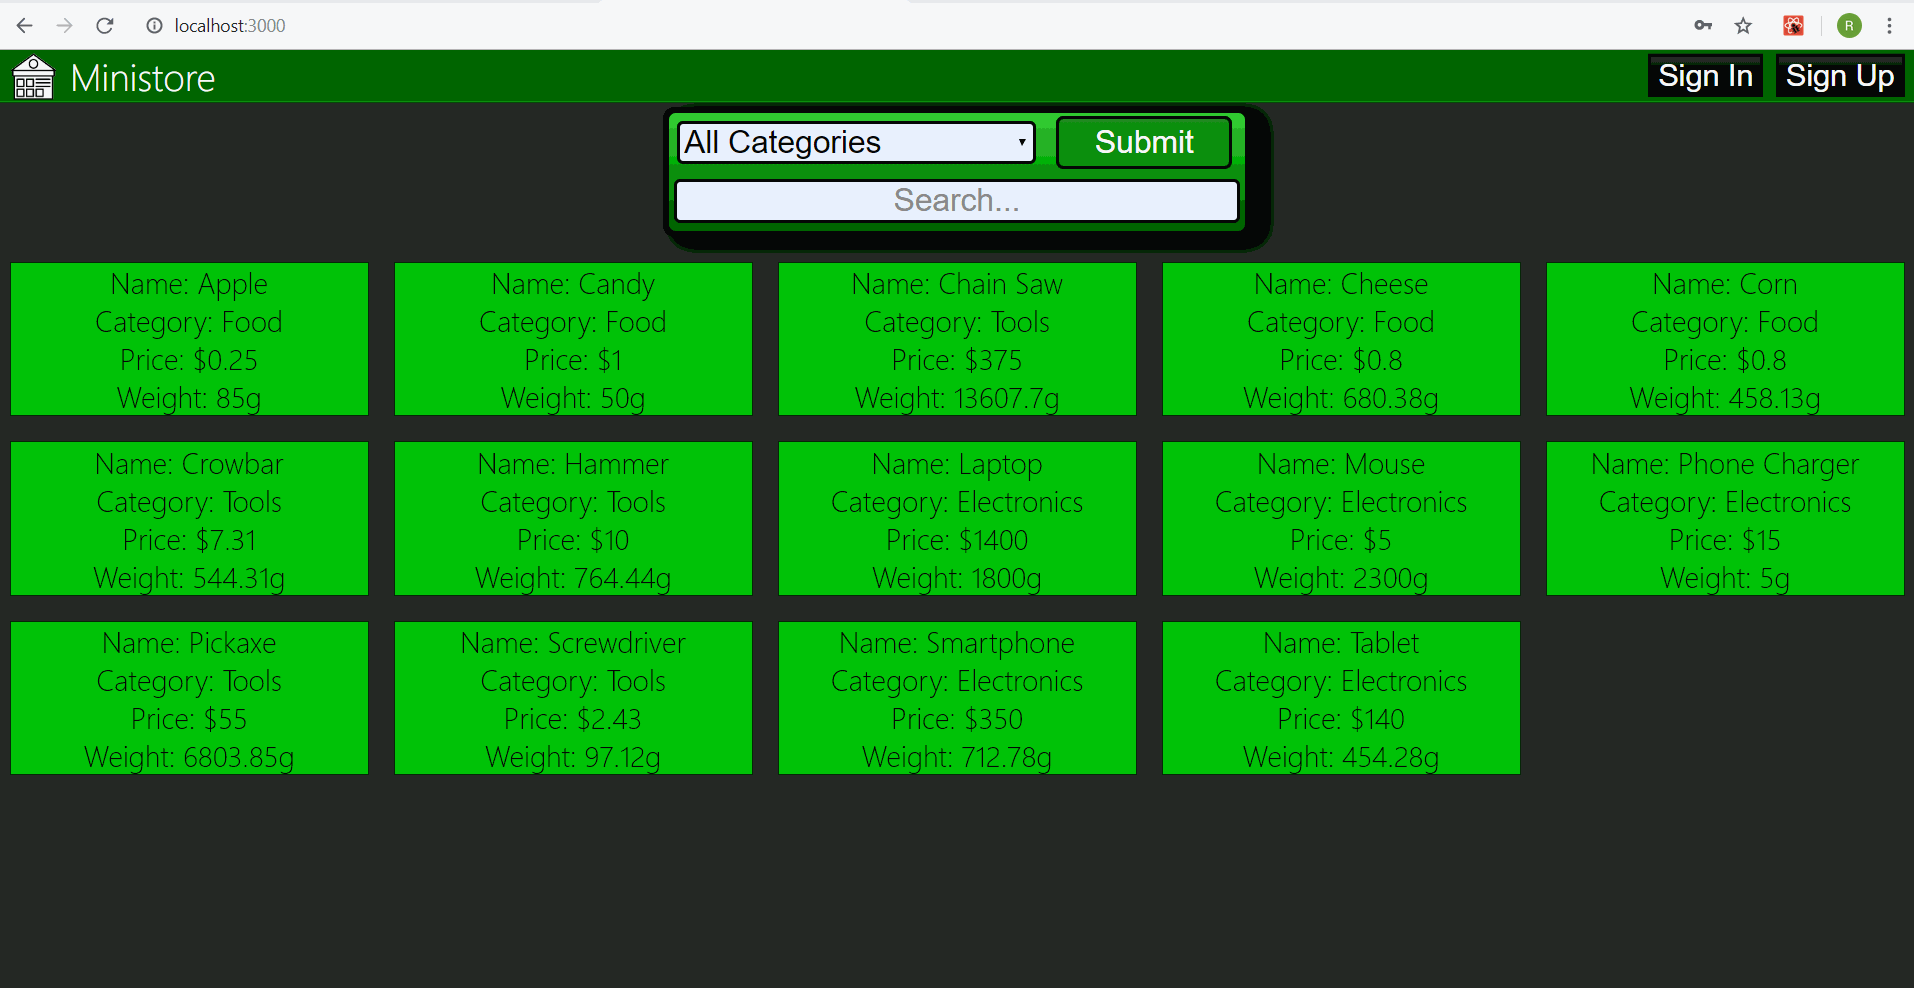 localhost:3000
R
Ministore
Sign In
Sign Up
All Categories
Submit
Search...
Name: Apple
Category: Food
Price: $0.25
Weight: 85g
Name: Candy
Category: Food
Price: $1
Weight: 50g
Name: Chain Saw
Category: Tools
Price: $375
Weight: 13607.7g
Name: Cheese
Category: Food
Price: $0.8
Weight: 680.38g
Name: Corn
Category: Food
Price: $0.8
Weight: 458.13g
Name: Crowbar
Category: Tools
Price: $7.31
Weight: 544.31g
Name: Hammer
Category: Tools
Price: $10
Weight: 764.44g
Name: Laptop
Category: Electronics
Price: $1400
Weight: 1800g
Name: Mouse
Category: Electronics
Price: $5
Weight: 2300g
Name: Phone Charger
Category: Electronics
Price: $15
Weight: 5g
Name: Pickaxe
Category: Tools
Price: $55
Weight: 6803.85g
Name: Screwdriver
Category: Tools
Price: $2.43
Weight: 97.12g
Name: Smartphone
Category: Electronics
Price: $350
Weight: 712.78g
Name: Tablet
Category: Electronics
Price: $140
Weight: 454.28g